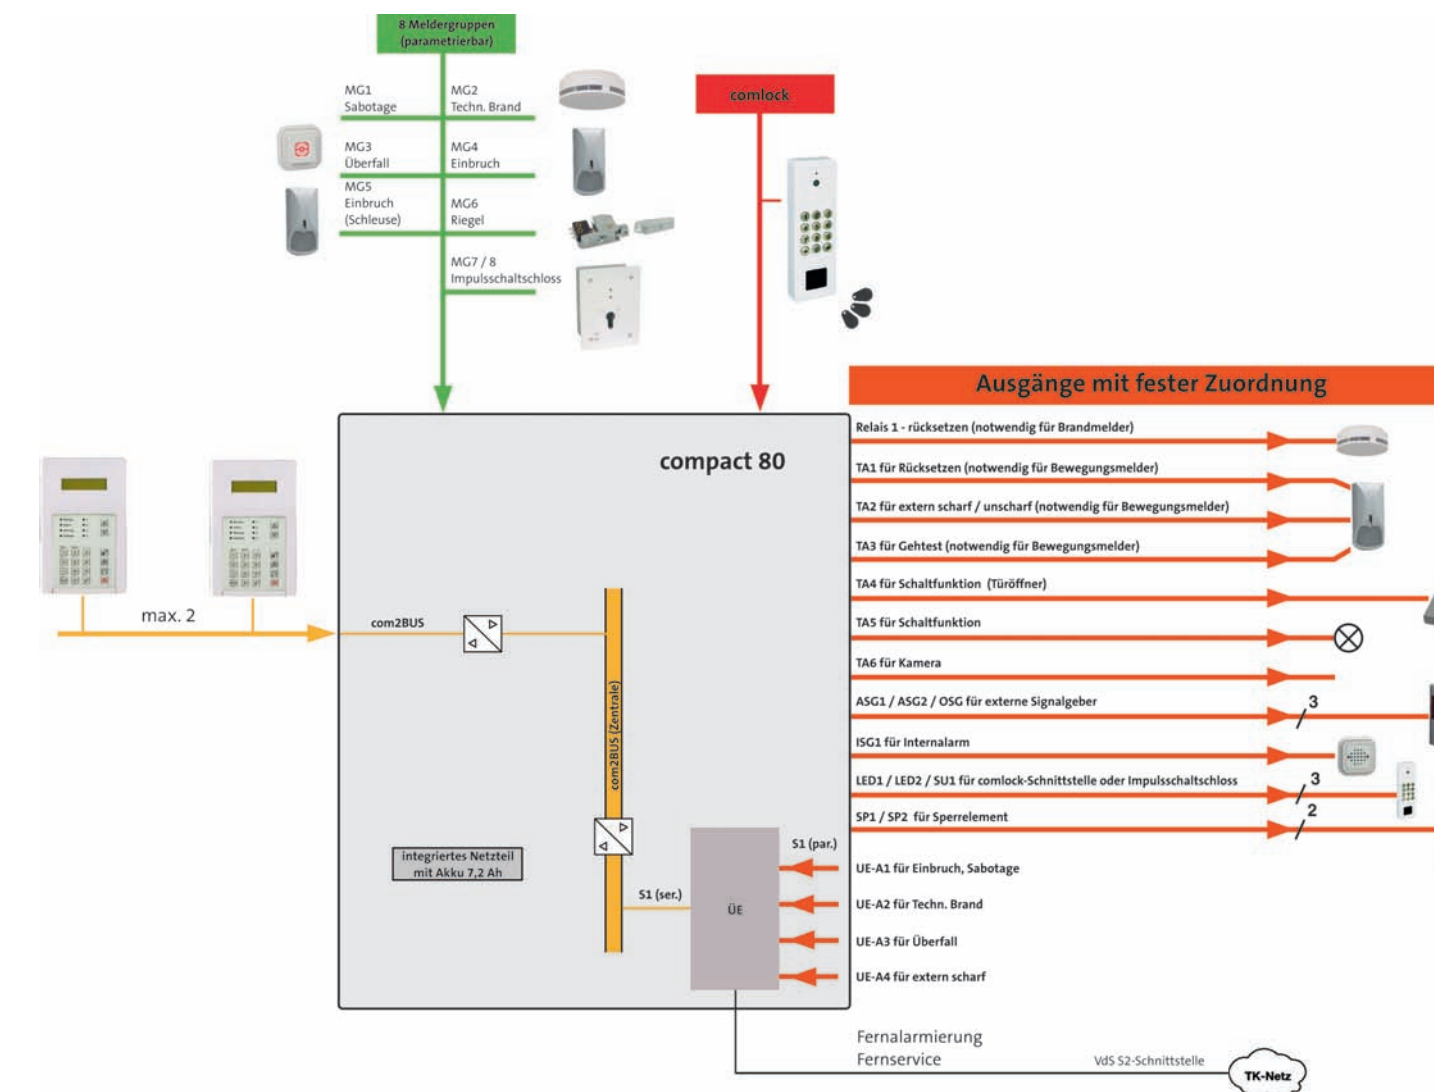 8 Meldergruppen
(parametrierbar)
MG1
Sabotage
MG2
Techn. Brand
MG3
Überfall
MG4
Einbruch
MG5
Einbruch
(Schleuse)
MG6
Riegel
MG7 / 8
Impulsschaltschloss
comlock
Ausgänge mit fester Zuordnung
compact 80
Relais 1 - rücksetzen (notwendig für Brandmelder)
TA1 für Rücksetzen (notwendig für Bewegungsmelder)
TA2 für extern scharf / unscharf (notwendig für Bewegungsmelder)
TA3 für Gehtest (notwendig für Bewegungsmelder)
TA4 für Schaltfunktion (Türöffner)
TA5 für Schaltfunktion
TA6 für Kamera
ASG1 / ASG2 / OSG für externe Signalgeber
3
ISG1 für Internalarm
LED1 / LED2 / SU1 für comlock-Schnittstelle oder Impulsschaltschloss
3
SP1 / SP2 für Sperrelement
2
max. 2
com2BUS
com2BUS (Zentrale)
integriertes Netzteil
mit Akku 7,2 Ah
S1 (ser.)
ÜE
S1 (par.)
UE-A1 für Einbruch, Sabotage
UE-A2 für Techn. Brand
UE-A3 für Überfall
UE-A4 für extern scharf
Fernalarmierung
Fernservice
VdS S2-Schnittstelle
TK-Netz